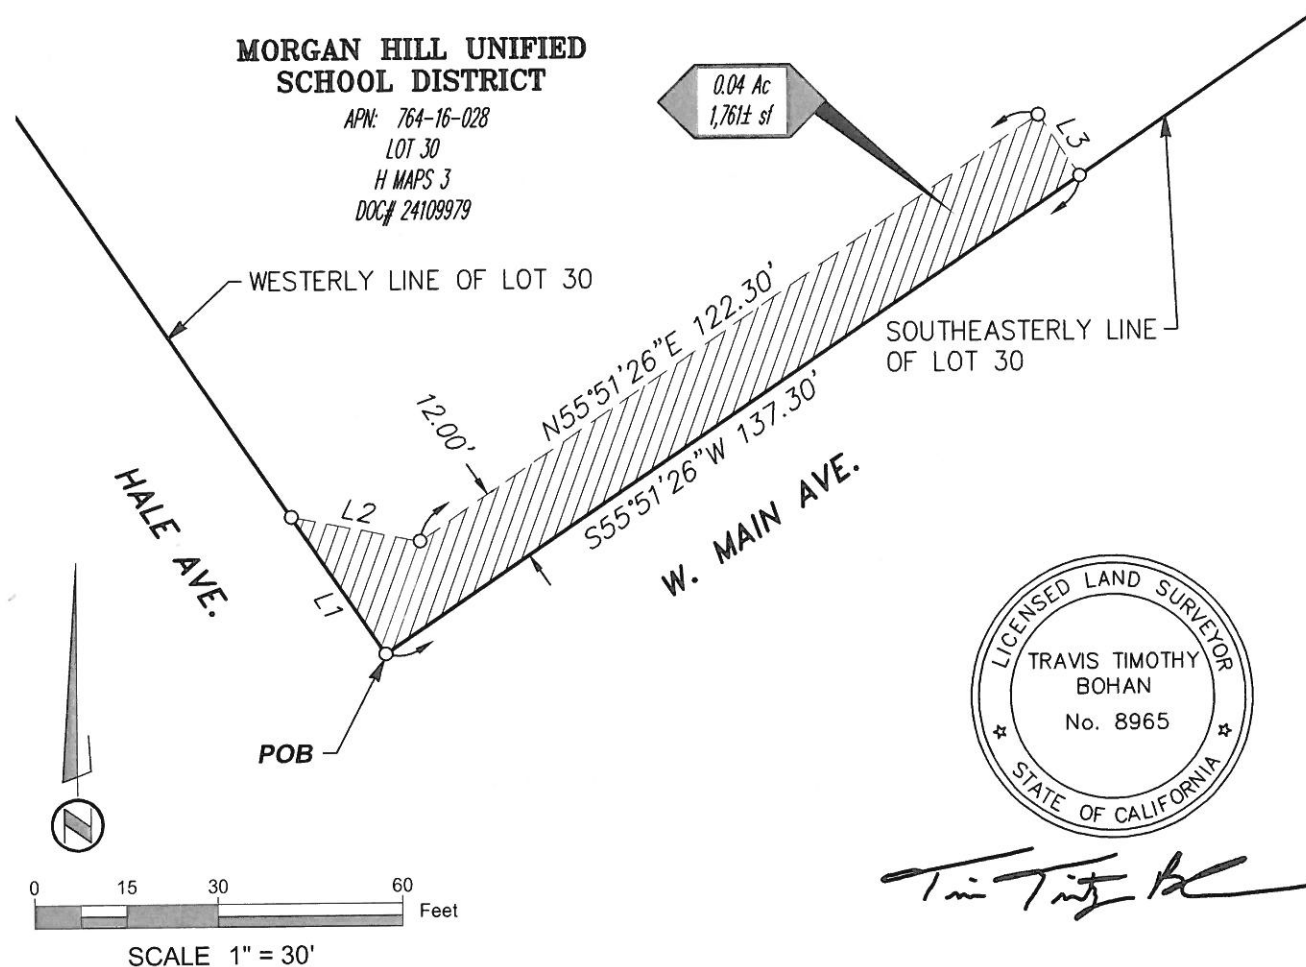 MORGAN HILL UNIFIED
SCHOOL DISTRICT
APN: 764-16-028
LOT 30
H MAPS 3
DOC# 24109979
0.04 Ac
1,761± sf
L3
WESTERLY LINE OF LOT 30
SOUTHEASTERLY LINE
OF LOT 30
N55°51'26"E 122.30'
12.00'
S55°51'26"W 137.30'
HALE AVE.
L2
L1
W. MAIN AVE.
POB
LICENSED LAND SURVEYOR
TRAVIS TIMOTHY
BOHAN
No. 8965
STATE OF CALIFORNIA
N
0 15 30 60
Feet
SCALE 1" = 30'